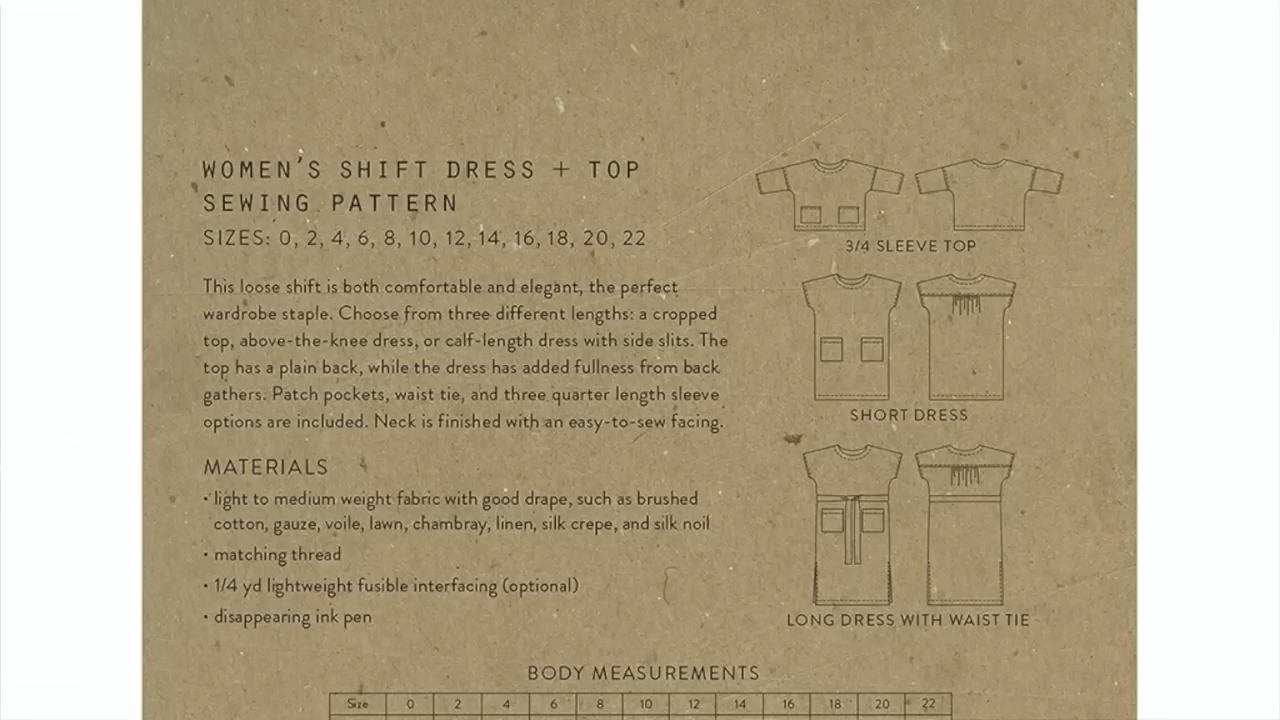 WOMEN'S SHIFT DRESS + TOP
SEWING PATTERN
SIZES: 0, 2, 4, 6, 8, 10, 12, 14, 16, 18, 20, 22
This loose shift is both comfortable and elegant, the perfect
wardrobe staple. Choose from three different lengths: a cropped
top, above-the-knee dress, or calf-length dress with side slits. The
top has a plain back, while the dress has added fullness from back
gathers. Patch pockets, waist tie, and three quarter length sleeve
options are included. Neck is finished with an easy-to-sew facing.
MATERIALS
• light to medium weight fabric with good drape, such as brushed
cotton, gauze, voile, lawn, chambray, linen, silk crepe, and silk noil
• matching thread
• 1/4 yd lightweight fusible interfacing (optional)
• disappearing ink pen
3/4 SLEEVE TOP
SHORT DRESS
LONG DRESS WITH WAIST TIE
BODY MEASUREMENTS
Size 0 2 4 6 8 10 12 14 16 18 20 22